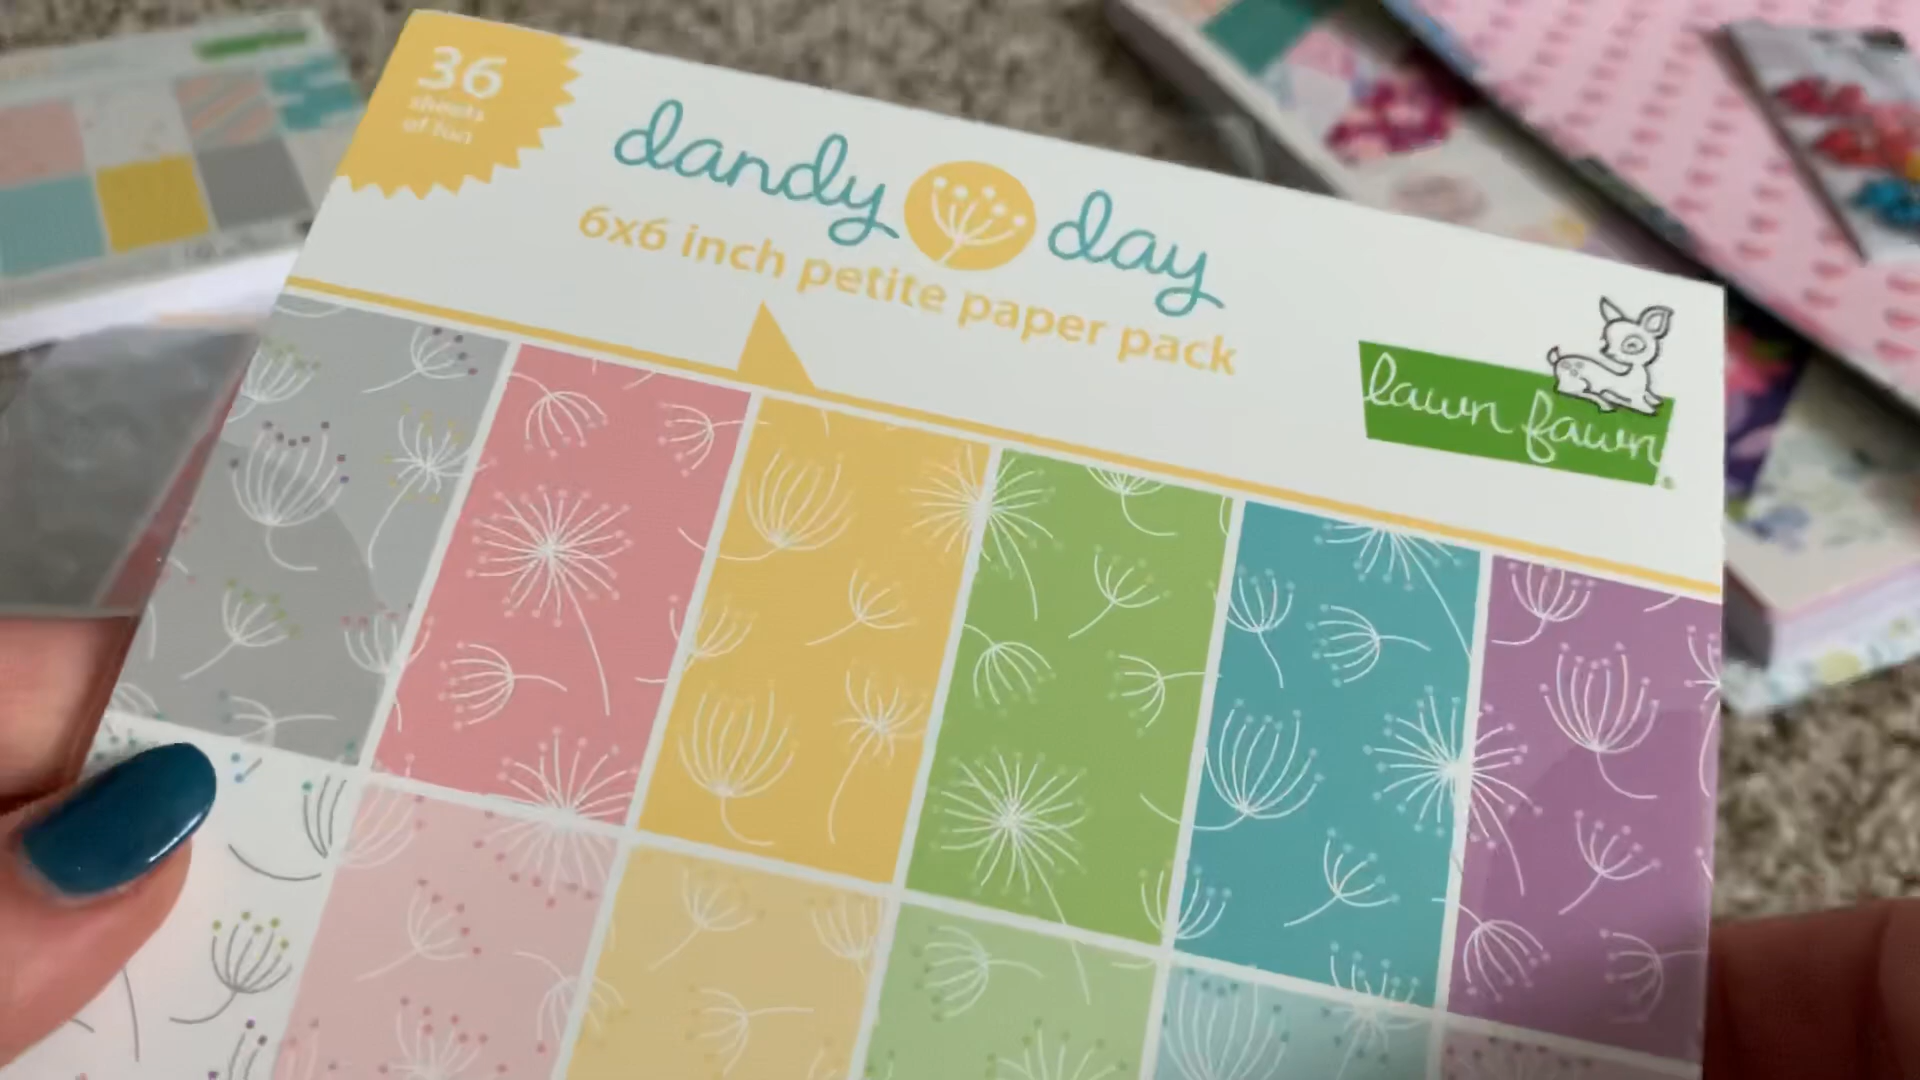 36
sheets
of fun
dandy day
6x6 inch petite paper pack
lawn fawn